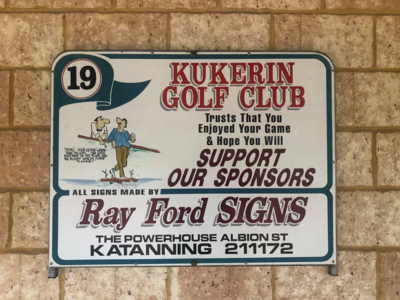 19
KUKERIN
GOLF CLUB
Trusts That You
Enjoyed Your Game
& Hope You Will
SUPPORT
OUR SPONSORS
ALL SIGNS MADE BY
Ray Ford SIGNS
THE POWERHOUSE ALBION ST
KATANNING 211172